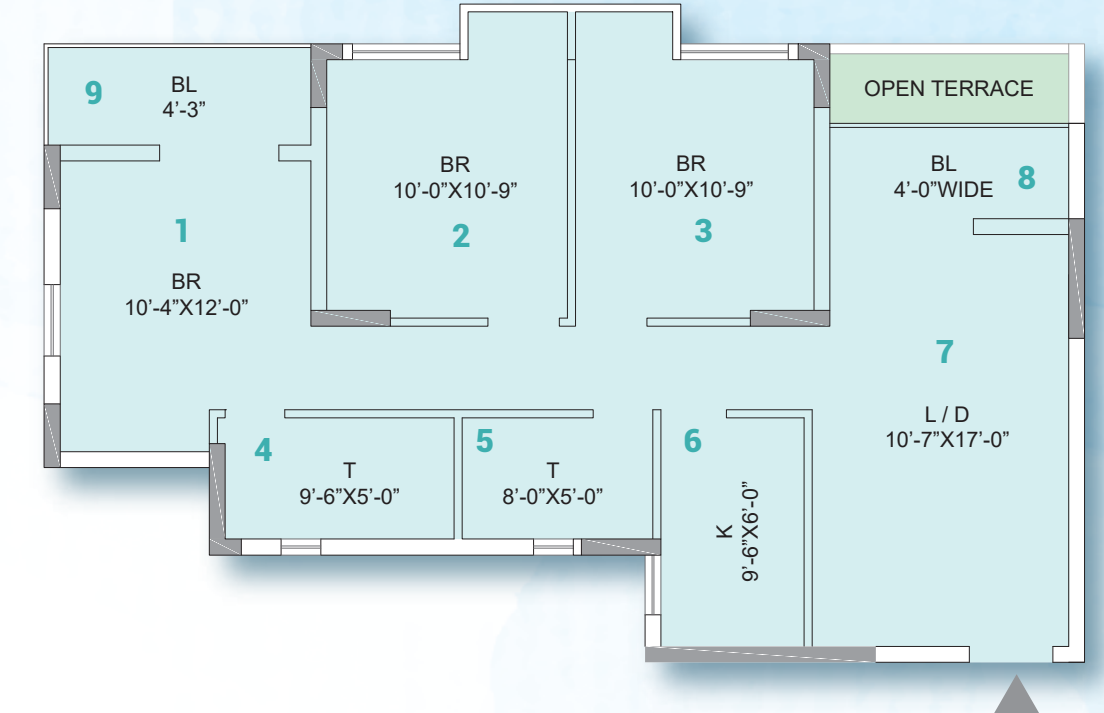 9
BL
4’-3”
1
BR
10’-4”X12’-0”
BR
10’-0”X10’-9”
2
BR
10’-0”X10’-9”
3
OPEN TERRACE
BL
4’-0”WIDE
8
7
L / D
10’-7”X17’-0”
4
T
9’-6”X5’-0”
5
T
8’-0”X5’-0”
6
K
9’-6”X6’-0”